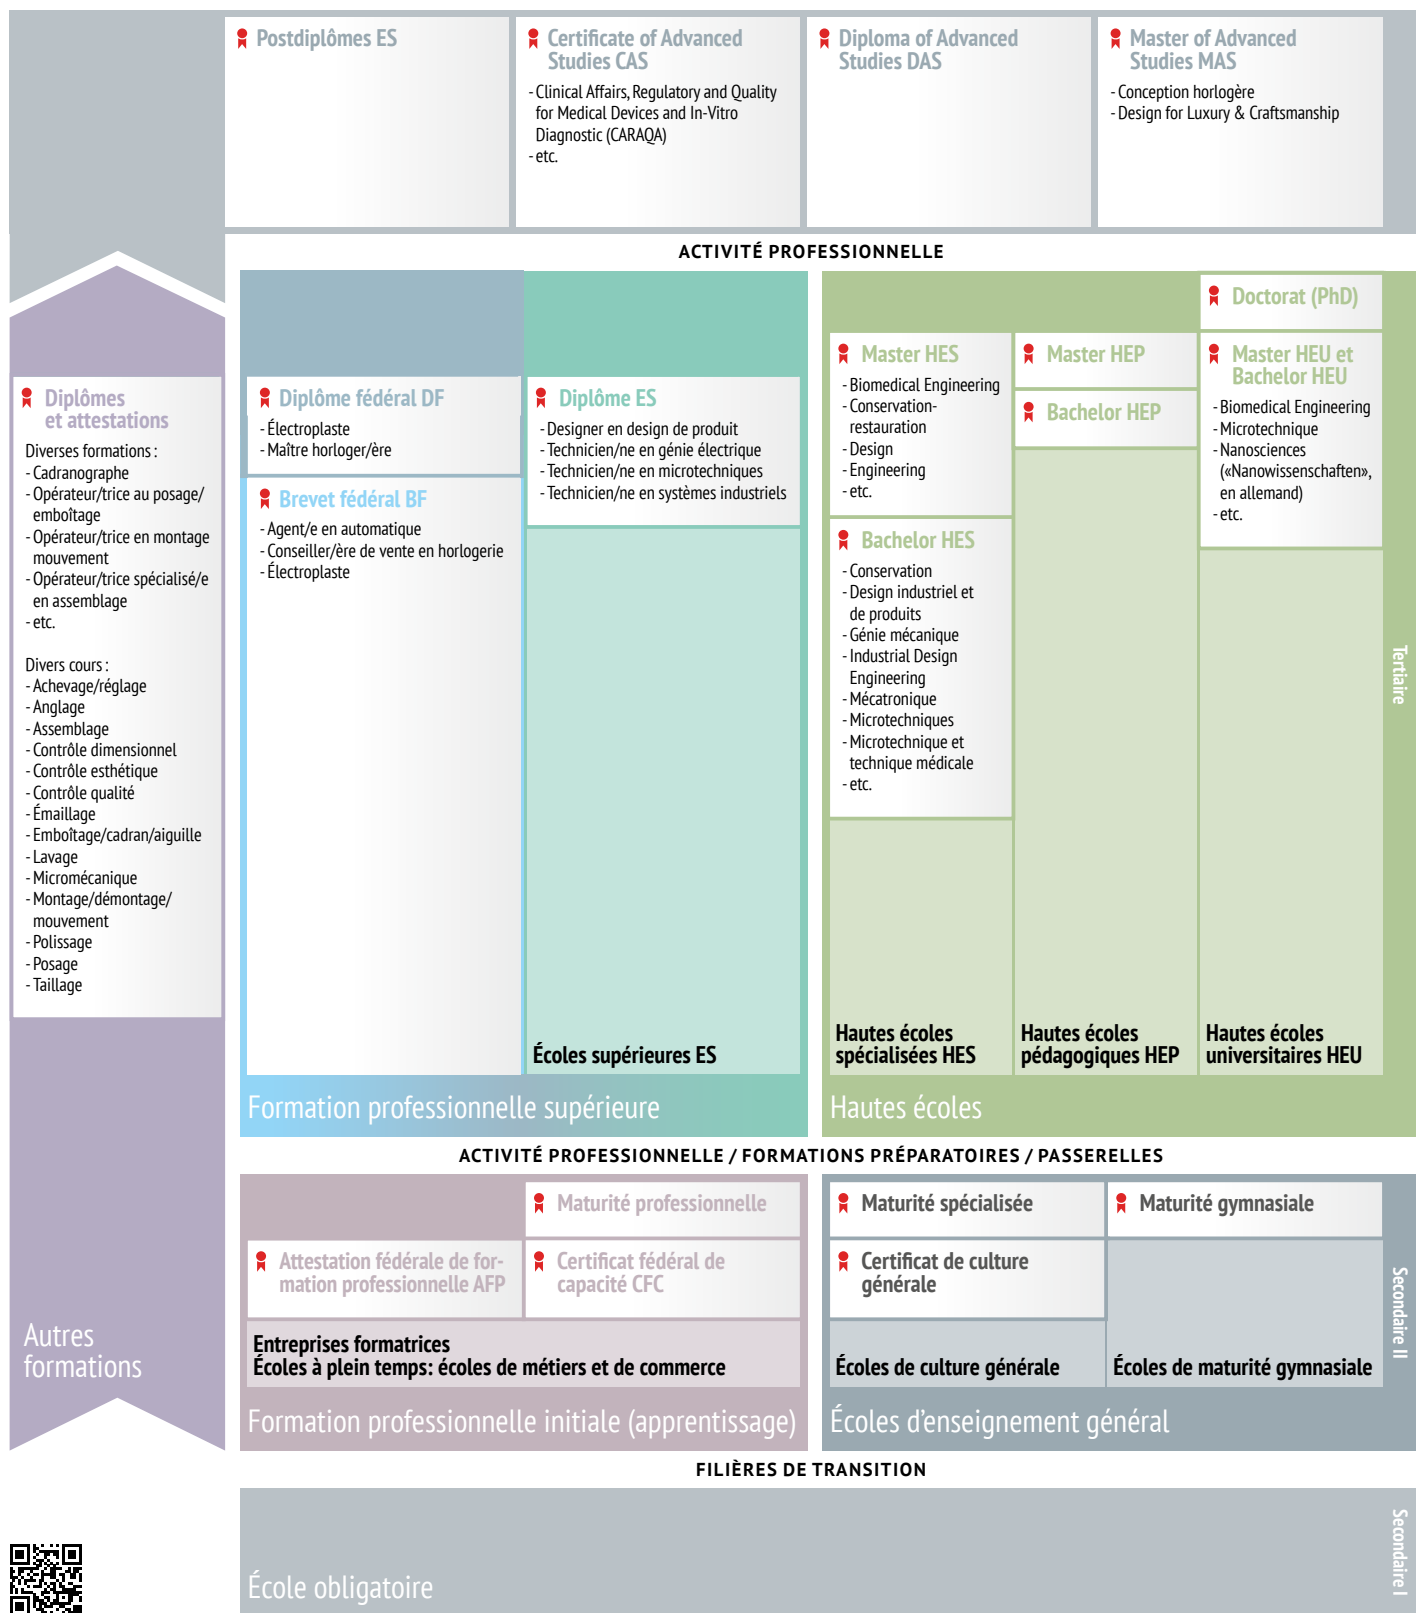 Postdiplômes ES
Certificate of Advanced
Studies CAS
- Clinical Affairs, Regulatory and Quality
for Medical Devices and In-Vitro
Diagnostic (CARAQA)
- etc.
Diploma of Advanced
Studies DAS
Master of Advanced
Studies MAS
- Conception horlogère
- Design for Luxury & Craftsmanship
ACTIVITÉ PROFESSIONNELLE
Diplômes
et attestations
Diverses formations :
- Cadranographe
- Opérateur/trice au posage/
emboîtage
- Opérateur/trice en montage
mouvement
- Opérateur/trice spécialisé/e
en assemblage
- etc.
Divers cours :
- Achevage/réglage
- Anglage
- Assemblage
- Contrôle dimensionnel
- Contrôle esthétique
- Contrôle qualité
- Émaillage
- Emboîtage/cadran/aiguille
- Lavage
- Micromécanique
- Montage/démontage/
mouvement
- Polissage
- Posage
- Taillage
Autres
formations
Diplôme fédéral DF
- Électroplaste
- Maître horloger/ère
Brevet fédéral BF
- Agent/e en automatique
- Conseiller/ère de vente en horlogerie
- Électroplaste
Diplôme ES
- Designer en design de produit
- Technicien/ne en génie électrique
- Technicien/ne en microtechniques
- Technicien/ne en systèmes industriels
Écoles supérieures ES
Formation professionnelle supérieure
Master HES
- Biomedical Engineering
- Conservation-
restauration
- Design
- Engineering
- etc.
Bachelor HES
- Conservation
- Design industriel et
de produits
- Génie mécanique
- Industrial Design
Engineering
- Mécatronique
- Microtechniques
- Microtechnique et
technique médicale
- etc.
Hautes écoles
spécialisées HES
Master HEP
Bachelor HEP
Hautes écoles
pédagogiques HEP
Doctorat (PhD)
Master HEU et
Bachelor HEU
- Biomedical Engineering
- Microtechnique
- Nanosciences
(«Nanowissenschaften»,
en allemand)
- etc.
Hautes écoles
universitaires HEU
Hautes écoles
Tertiaire
ACTIVITÉ PROFESSIONNELLE / FORMATIONS PRÉPARATOIRES / PASSERELLES
Maturité professionnelle
Attestation fédérale de for-
mation professionnelle AFP
Certificat fédéral de
capacité CFC
Entreprises formatrices
Écoles à plein temps: écoles de métiers et de commerce
Formation professionnelle initiale (apprentissage)
Maturité spécialisée
Certificat de culture
générale
Écoles de culture générale
Maturité gymnasiale
Écoles de maturité gymnasiale
Écoles d'enseignement général
Secondaire II
FILIÈRES DE TRANSITION
École obligatoire
Secondaire I